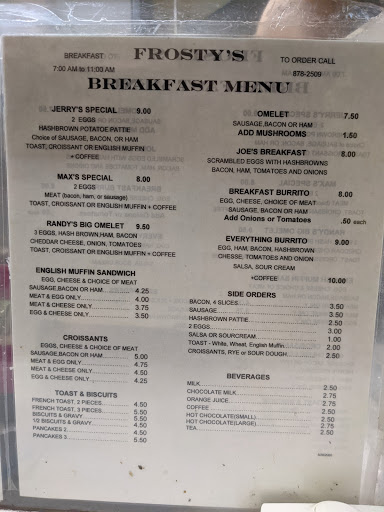 BREAKFAST
7:00 AM to 11:00 AM
FROSTY'S
TO ORDER CALL
878-2509
BREAKFAST MENU
JERRY'S SPECIAL 9.00
2 EGGS
HASHBROWN POTATOE PATTIE
Choice of SAUSAGE, BACON OR HAM
TOAST, CROISSANT OR ENGLISH MUFFIN
+COFFEE
MAX'S SPECIAL 8.00
2 EGGS
MEAT (bacon, ham, or sausage)
TOAST, CROISSANT OR ENGLISH MUFFIN + COFFEE
RANDY'S BIG OMELET 9.50
3 EGGS, HASH BROWN,HAM, BACON
CHEDDAR CHEESE, ONION, TOMATOES
TOAST, CROISSANT OR ENGLISH MUFFIN + COFFEE
ENGLISH MUFFIN SANDWICH
EGG, CHEESE & CHOICE OF MEAT
SAUSAGE,BACON OR HAM 4.25
MEAT & EGG ONLY 4.00
MEAT & CHEESE ONLY 3.75
EGG & CHEESE ONLY 3.50
CROISSANTS
EGGS, CHEESE & CHOICE OF MEAT
SAUSAGE,BACON OR HAM 5.00
MEAT & EGG ONLY 4.75
MEAT & CHEESE ONLY 4.50
EGG & CHEESE ONLY 4.25
TOAST & BISCUITS
FRENCH TOAST, 2 PIECES 4.50
FRENCH TOAST, 3 PIECES 5.50
BISCUITS & GRAVY 5.50
1/2 BISCUITS & GRAVY 4.50
PANCAKES 2 4.50
PANCAKES 3 5.50
OMELET 7.50
SAUSAGE,BACON OR HAM
ADD MUSHROOMS 1.50
JOE'S BREAKFAST 8.00
SCRAMBLED EGGS WITH HASHBROWNS
BACON, HAM, TOMATOES AND ONIONS
BREAKFAST BURRITO 8.00
EGG, CHEESE, CHOICE OF MEAT
SAUSAGE, BACON OR HAM
Add Onions or Tomatoes .50 each
EVERYTHING BURRITO 9.00
EGG, HAM, BACON, HASHBROWN
CHEESE, TOMATOES AND ONION
SALSA, SOUR CREAM
+COFFEE 10.00
SIDE ORDERS
BACON, 4 SLICES 3.50
SAUSAGE 3.50
HASHBROWN PATTIE 2.50
2 EGGS 3.00
SALSA OR SOURCREAM 1.00
TOAST - White, Wheat, English Muffin 2.00
CROISSANTS, RYE or SOUR DOUGH 2.50
BEVERAGES
MILK 2.50
CHOCOLATE MILK 2.75
ORANGE JUICE 2.75
COFFEE 2.50
HOT CHOCOLATE(SMALL) 2.50
HOT CHOCOLATE(LARGE) 2.75
TEA 2.50